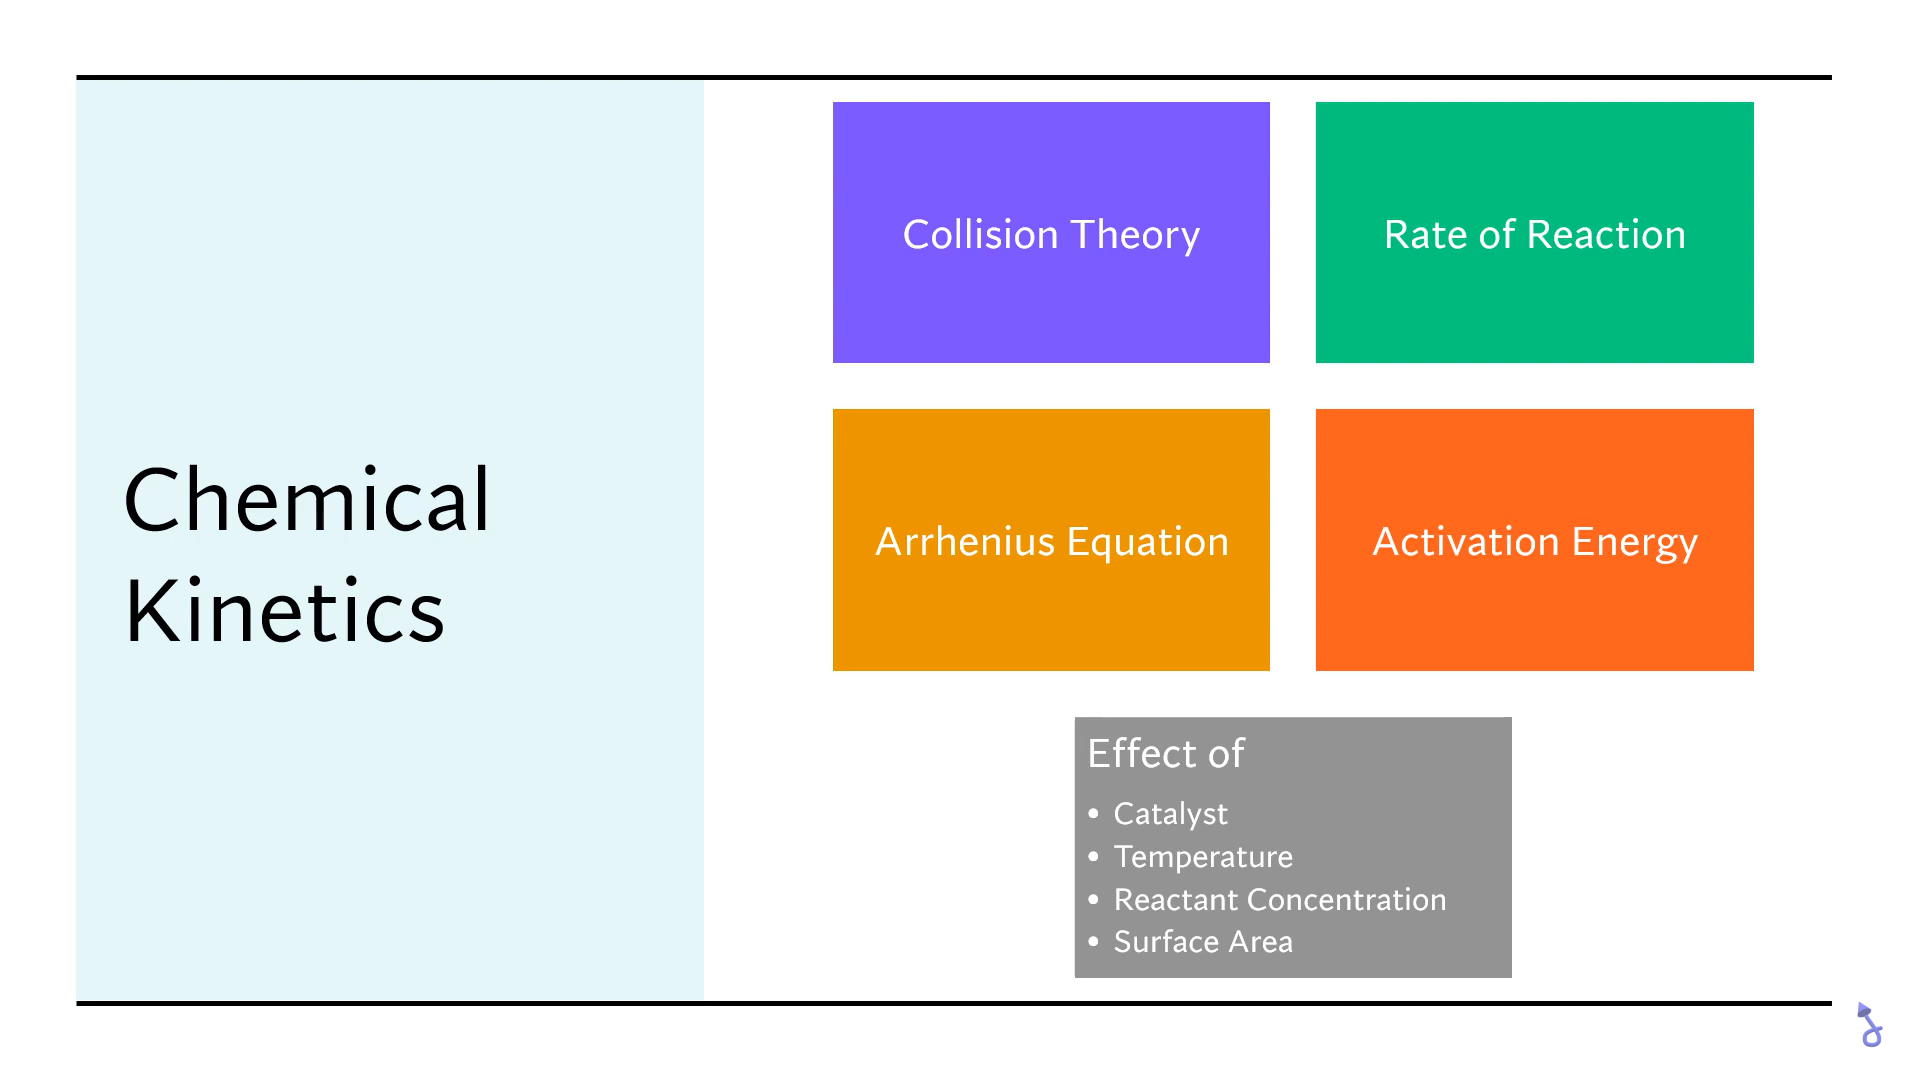 Chemical
Kinetics
Collision Theory
Rate of Reaction
Arrhenius Equation
Activation Energy
Effect of
• Catalyst
• Temperature
• Reactant Concentration
• Surface Area